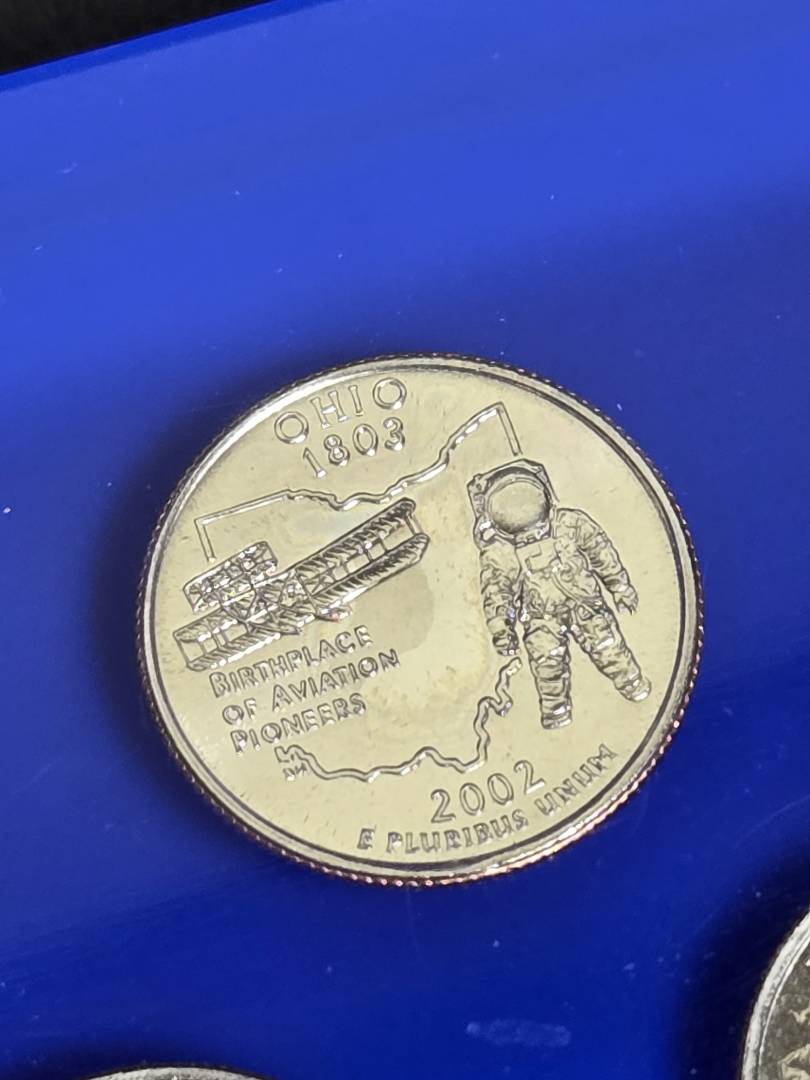 OHIO
1803
BIRTHPLACE
OF AVIATION
PIONEERS
2002
E PLURIBUS UNUM